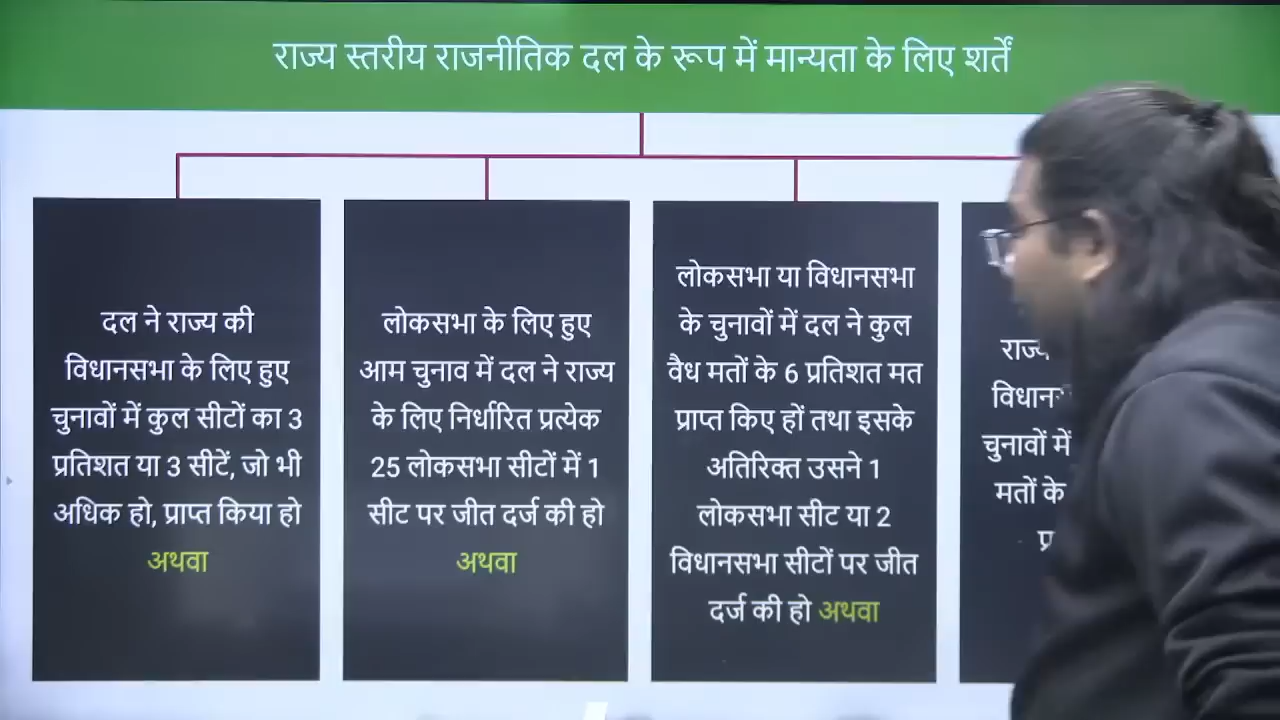 राज्य स्तरीय राजनीतिक दल के रूप में मान्यता के लिए शर्तें
दल ने राज्य की
विधानसभा के लिए हुए
चुनावों में कुल सीटों का 3
प्रतिशत या 3 सीटें, जो भी
अधिक हो, प्राप्त किया हो
अथवा
लोकसभा के लिए हुए
आम चुनाव में दल ने राज्य
के लिए निर्धारित प्रत्येक
25 लोकसभा सीटों में 1
सीट पर जीत दर्ज की हो
अथवा
लोकसभा या विधानसभा
के चुनावों में दल ने कुल
वैध मतों के 6 प्रतिशत मत
प्राप्त किए हों तथा इसके
अतिरिक्त उसने 1
लोकसभा सीट या 2
विधानसभा सीटों पर जीत
दर्ज की हो अथवा
चुनावों में
मतों के